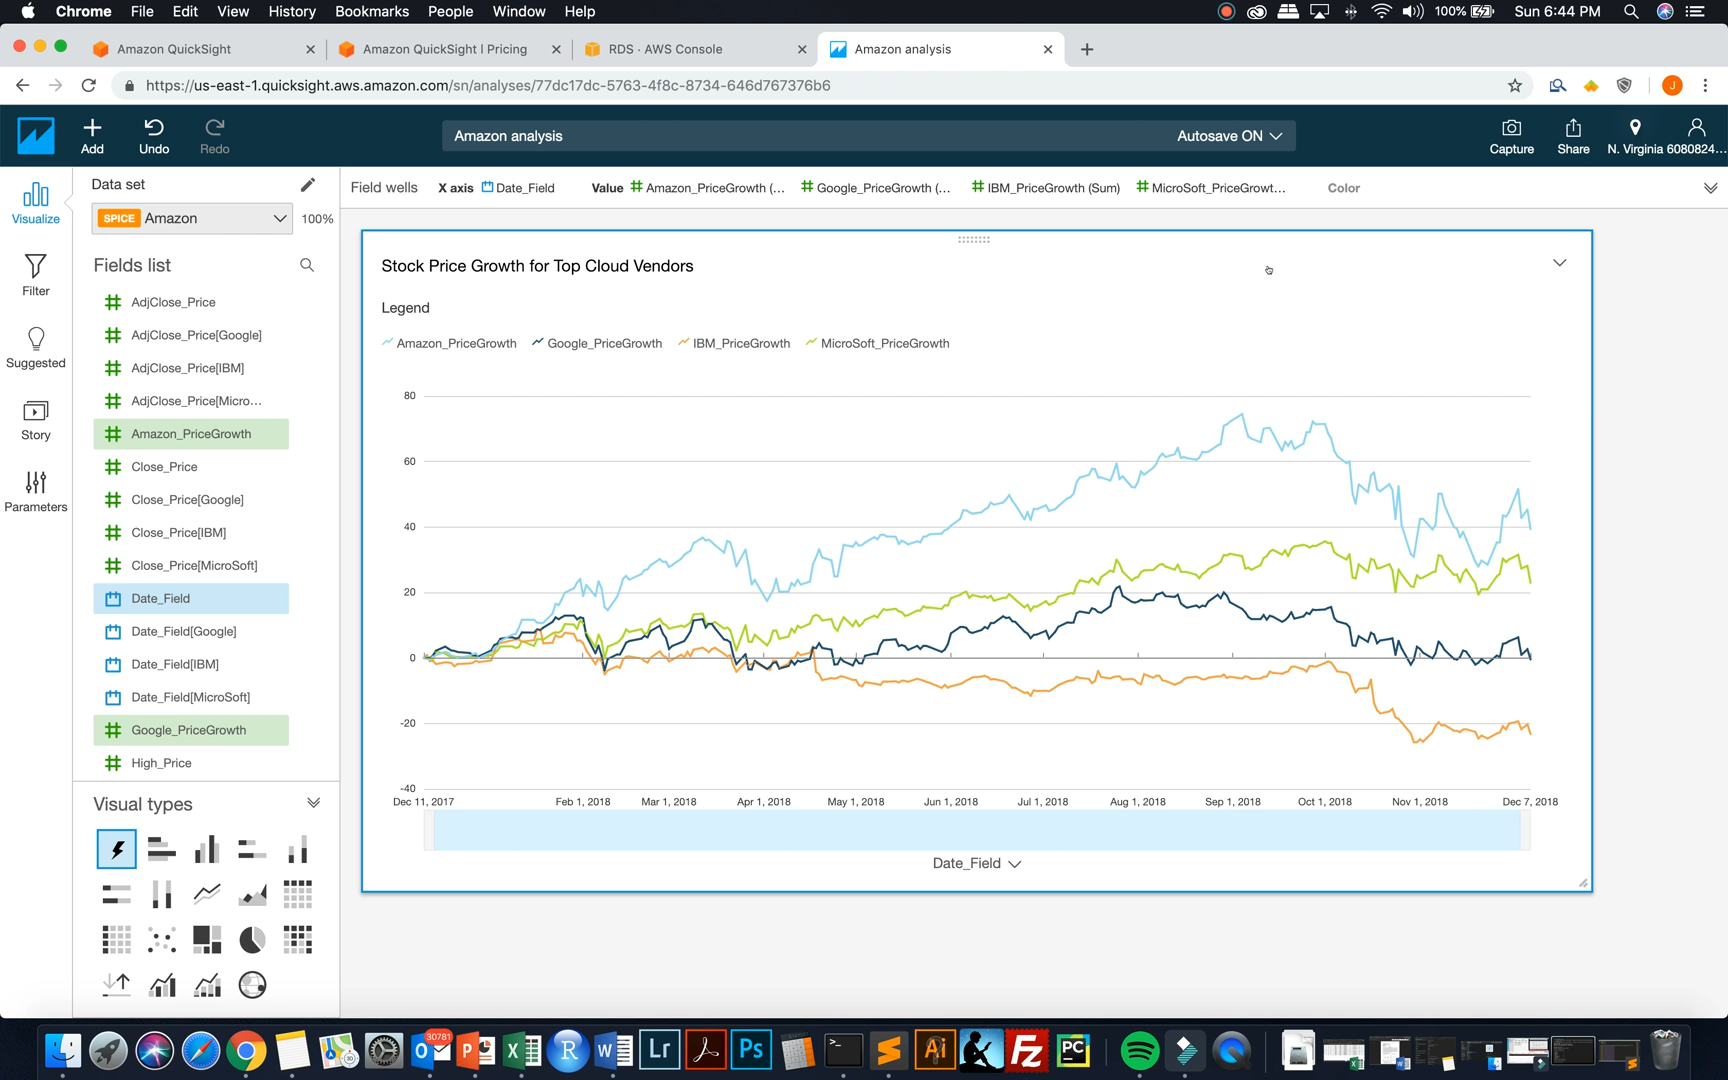 Chrome File Edit View History Bookmarks People Window Help 100% Sun 6:44 PM
Amazon QuickSight
Amazon QuickSight | Pricing
RDS · AWS Console
Amazon analysis
https://us-east-1.quicksight.aws.amazon.com/sn/analyses/77dc17dc-5763-4f8c-8734-646d767376b6
J
Add
Undo
Redo
Amazon analysis
Autosave ON
Capture
Share
N. Virginia 6080824...
Visualize
Filter
Suggested
Story
Parameters
Data set
SPICE Amazon 100%
Fields list
AdjClose_Price
AdjClose_Price[Google]
AdjClose_Price[IBM]
AdjClose_Price[Micro...
Amazon_PriceGrowth
Close_Price
Close_Price[Google]
Close_Price[IBM]
Close_Price[MicroSoft]
Date_Field
Date_Field[Google]
Date_Field[IBM]
Date_Field[MicroSoft]
Google_PriceGrowth
High_Price
Visual types
Field wells X axis Date_Field Value Amazon_PriceGrowth (... Google_PriceGrowth (... IBM_PriceGrowth (Sum) MicroSoft_PriceGrowt... Color
Stock Price Growth for Top Cloud Vendors
Legend
Amazon_PriceGrowth Google_PriceGrowth IBM_PriceGrowth MicroSoft_PriceGrowth
80
60
40
20
0
-20
-40
Dec 11, 2017 Feb 1, 2018 Mar 1, 2018 Apr 1, 2018 May 1, 2018 Jun 1, 2018 Jul 1, 2018 Aug 1, 2018 Sep 1, 2018 Oct 1, 2018 Nov 1, 2018 Dec 7, 2018
Date_Field
30781
O P X R W Lr Ps >_ S Ai Fz PC